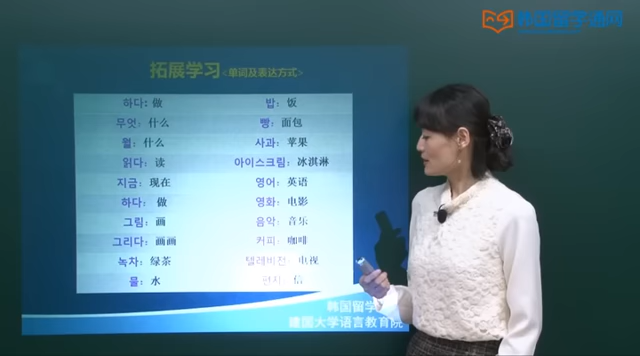 韩国留学通网
拓展学习<单词及表达方式>
하다: 做 밥: 饭
무엇: 什么 빵: 面包
뭘: 什么 사과: 苹果
읽다: 读 아이스크림: 冰淇淋
지금: 现在 영어: 英语
하다: 做 영화: 电影
그림: 画 음악: 音乐
그리다: 画画 커피: 咖啡
녹차: 绿茶 텔레비전: 电视
물: 水 편지: 信
韩国留学
建国大学语言教育院